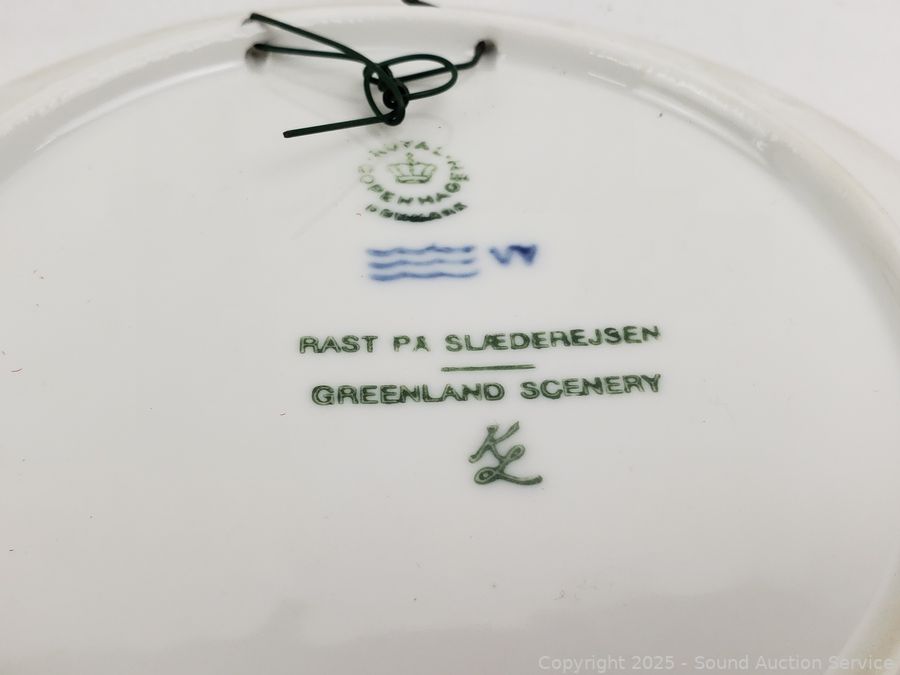 ROYAL
COPENHAGEN
DENMARK
RAST PÅ SLÆDEREJSEN
GREENLAND SCENERY
KL
Copyright © 2025 - Sound Auction Service